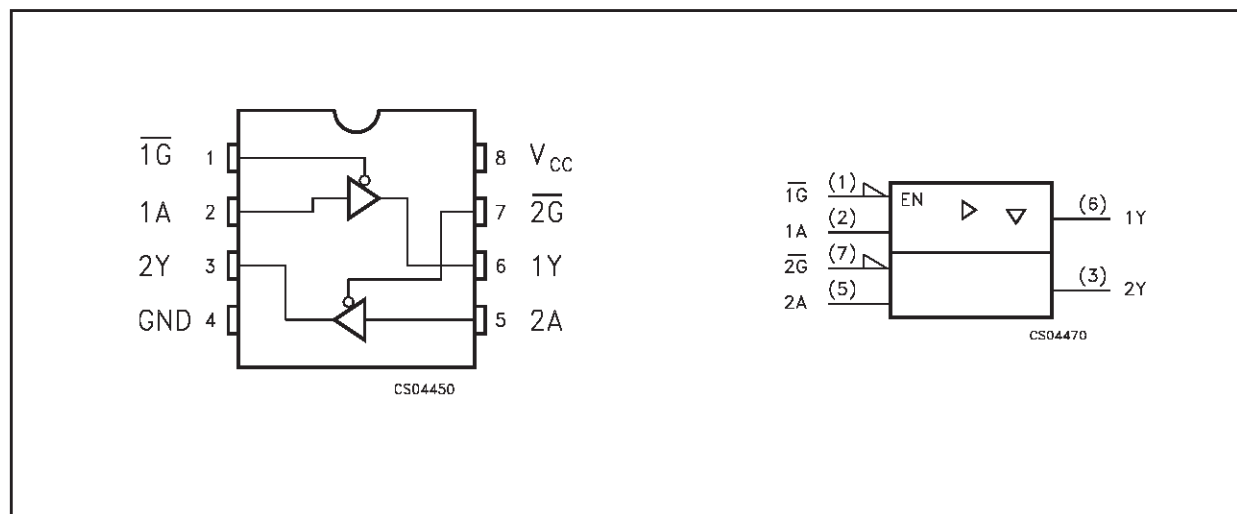 1G 1 8 VCC
1A 2 7 2G
2Y 3 6 1Y
GND 4 5 2A
CS04450
1G (1) EN
1A (2) (6) 1Y
2G (7)
2A (5) (3) 2Y
CS04470